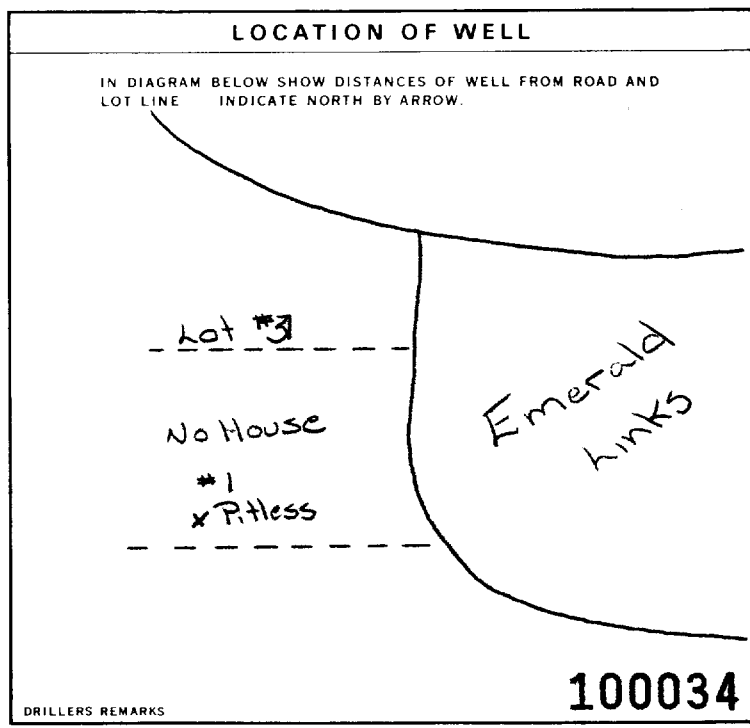 LOCATION OF WELL
IN DIAGRAM BELOW SHOW DISTANCES OF WELL FROM ROAD AND
LOT LINE INDICATE NORTH BY ARROW.
Lot #31
No House
#1
x Pitless
Emerald
Links
DRILLERS REMARKS
100034